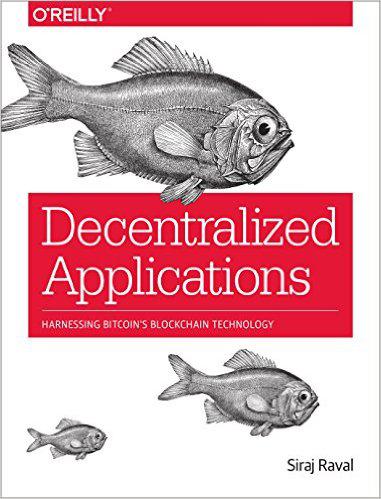 O'REILLY®
Decentralized
Applications
HARNESSING BITCOIN'S BLOCKCHAIN TECHNOLOGY
Siraj Raval